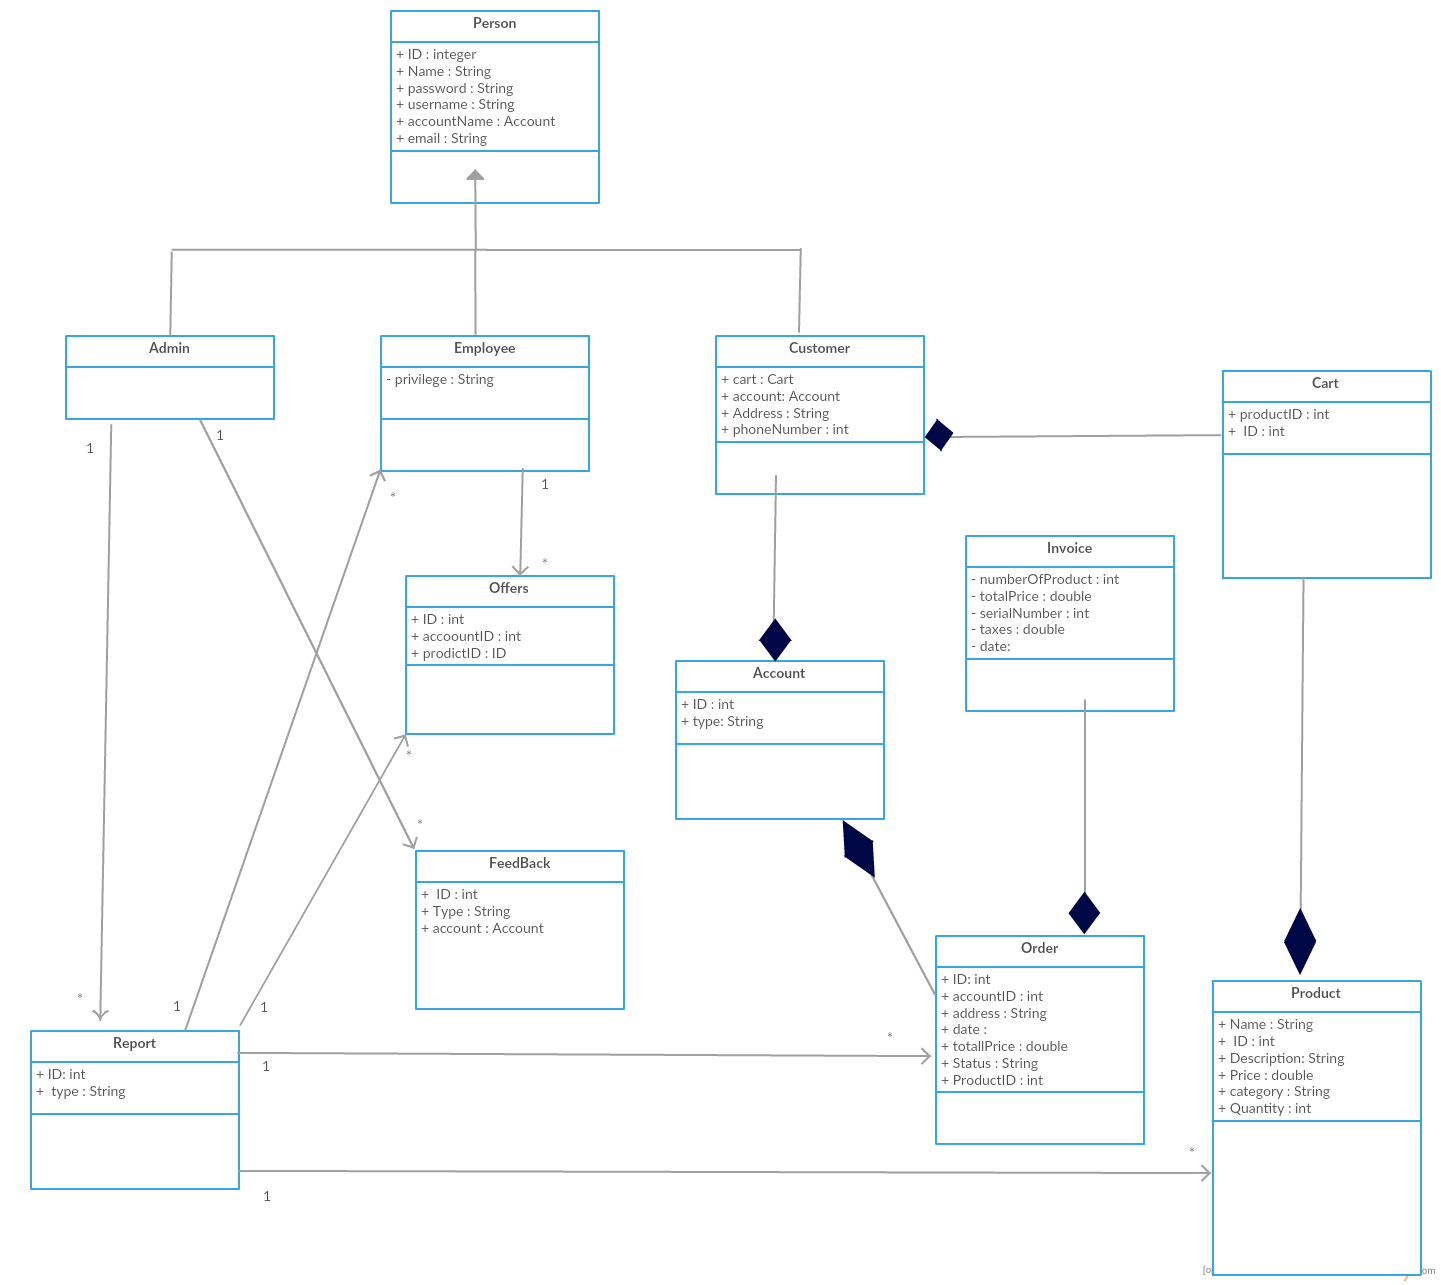 Person
+ ID : integer
+ Name : String
+ password : String
+ username : String
+ accountName : Account
+ email : String
Admin
Employee
- privilege : String
Customer
+ cart : Cart
+ account: Account
+ Address : String
+ phoneNumber : int
Cart
+ productID : int
+ ID : int
1
1
1
*
*
Invoice
- numberOfProduct : int
- totalPrice : double
- serialNumber : int
- taxes : double
- date:
Offers
+ ID : int
+ accoountID : int
+ prodictID : ID
Account
+ ID : int
+ type: String
*
*
FeedBack
+ ID : int
+ Type : String
+ account : Account
Order
+ ID: int
+ accountID : int
+ address : String
+ date :
+ totallPrice : double
+ Status : String
+ ProductID : int
Product
+ Name : String
+ ID : int
+ Description: String
+ Price : double
+ category : String
+ Quantity : int
*
1
1
Report
+ ID: int
+ type : String
1
*
1
*